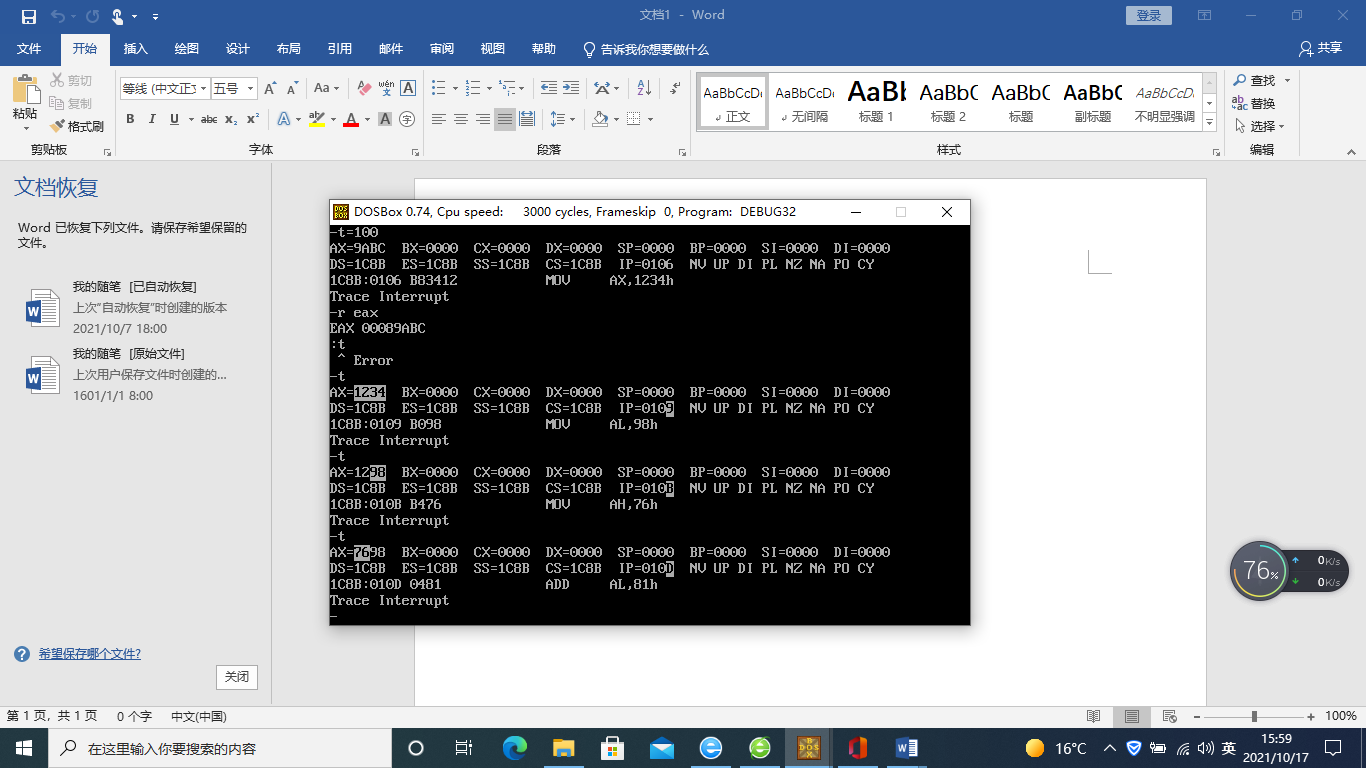 文档1 - Word
登录
文件 开始 插入 绘图 设计 布局 引用 邮件 审阅 视图 帮助 告诉我你想要做什么 共享
剪切
复制
格式刷
粘贴
剪贴板
等线 (中文正文 五号
Aa
wén A
B I U abc x₂ x² A ab A A 字
字体
段落
AaBbCcDc AaBbCcDc AaBb AaBbC AaBbC AaBbC AaBbCcD.
正文 无间隔 标题 1 标题 2 标题 副标题 不明显强调
样式
查找
替换
选择
编辑
文档恢复
Word 已恢复下列文件。请保存希望保留的
文件。
我的随笔 [已自动恢复]
上次“自动恢复”时创建的版本
2021/10/7 18:00
我的随笔 [原始文件]
上次用户保存文件时创建的...
1601/1/1 8:00
希望保存哪个文件?
关闭
DOSBox 0.74, Cpu speed: 3000 cycles, Frameskip 0, Program: DEBUG32
-t=100
AX=9ABC BX=0000 CX=0000 DX=0000 SP=0000 BP=0000 SI=0000 DI=0000
DS=1C8B ES=1C8B SS=1C8B CS=1C8B IP=0106 NV UP DI PL NZ NA PO CY
1C8B:0106 B83412 MOV AX,1234h
Trace Interrupt
-r eax
EAX 00089ABC
:t
^ Error
-t
AX=1234 BX=0000 CX=0000 DX=0000 SP=0000 BP=0000 SI=0000 DI=0000
DS=1C8B ES=1C8B SS=1C8B CS=1C8B IP=0109 NV UP DI PL NZ NA PO CY
1C8B:0109 B098 MOV AL,98h
Trace Interrupt
-t
AX=1298 BX=0000 CX=0000 DX=0000 SP=0000 BP=0000 SI=0000 DI=0000
DS=1C8B ES=1C8B SS=1C8B CS=1C8B IP=010B NV UP DI PL NZ NA PO CY
1C8B:010B B476 MOV AH,76h
Trace Interrupt
-t
AX=7698 BX=0000 CX=0000 DX=0000 SP=0000 BP=0000 SI=0000 DI=0000
DS=1C8B ES=1C8B SS=1C8B CS=1C8B IP=010D NV UP DI PL NZ NA PO CY
1C8B:010D 0481 ADD AL,81h
Trace Interrupt
-
76%
0K/s
0K/s
第 1 页，共 1 页 0 个字 中文(中国)
100%
在这里输入你要搜索的内容
16°C
英
15:59
2021/10/17